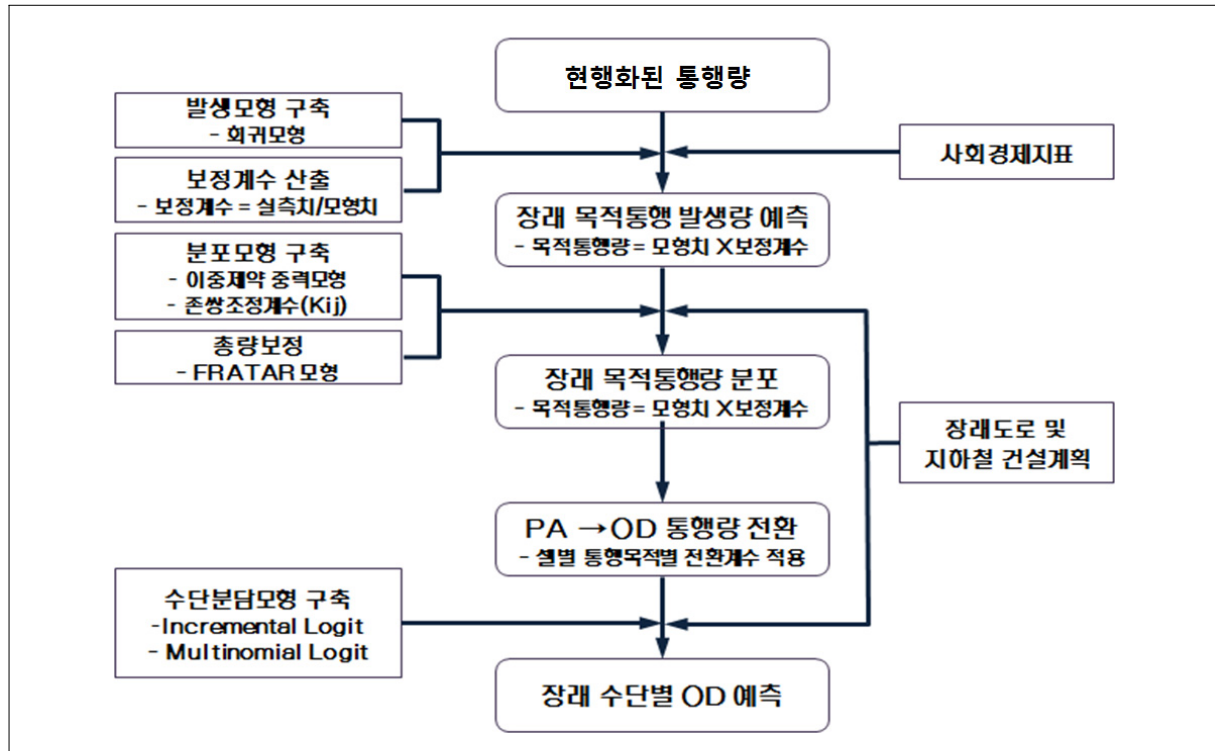 현행화된 통행량
발생모형 구축
- 회귀모형
사회경제지표
보정계수 산출
- 보정계수 = 실측치/모형치
장래 목적통행 발생량 예측
- 목적통행량 = 모형치 X 보정계수
분포모형 구축
- 이중제약 중력모형
- 존쌍조정계수(Kij)
총량보정
- FRATAR 모형
장래 목적통행량 분포
- 목적통행량 = 모형치 X 보정계수
장래도로 및
지하철 건설계획
PA →OD 통행량 전환
- 셀별 통행목적별 전환계수 적용
수단분담모형 구축
-Incremental Logit
- Multinomial Logit
장래 수단별 OD 예측